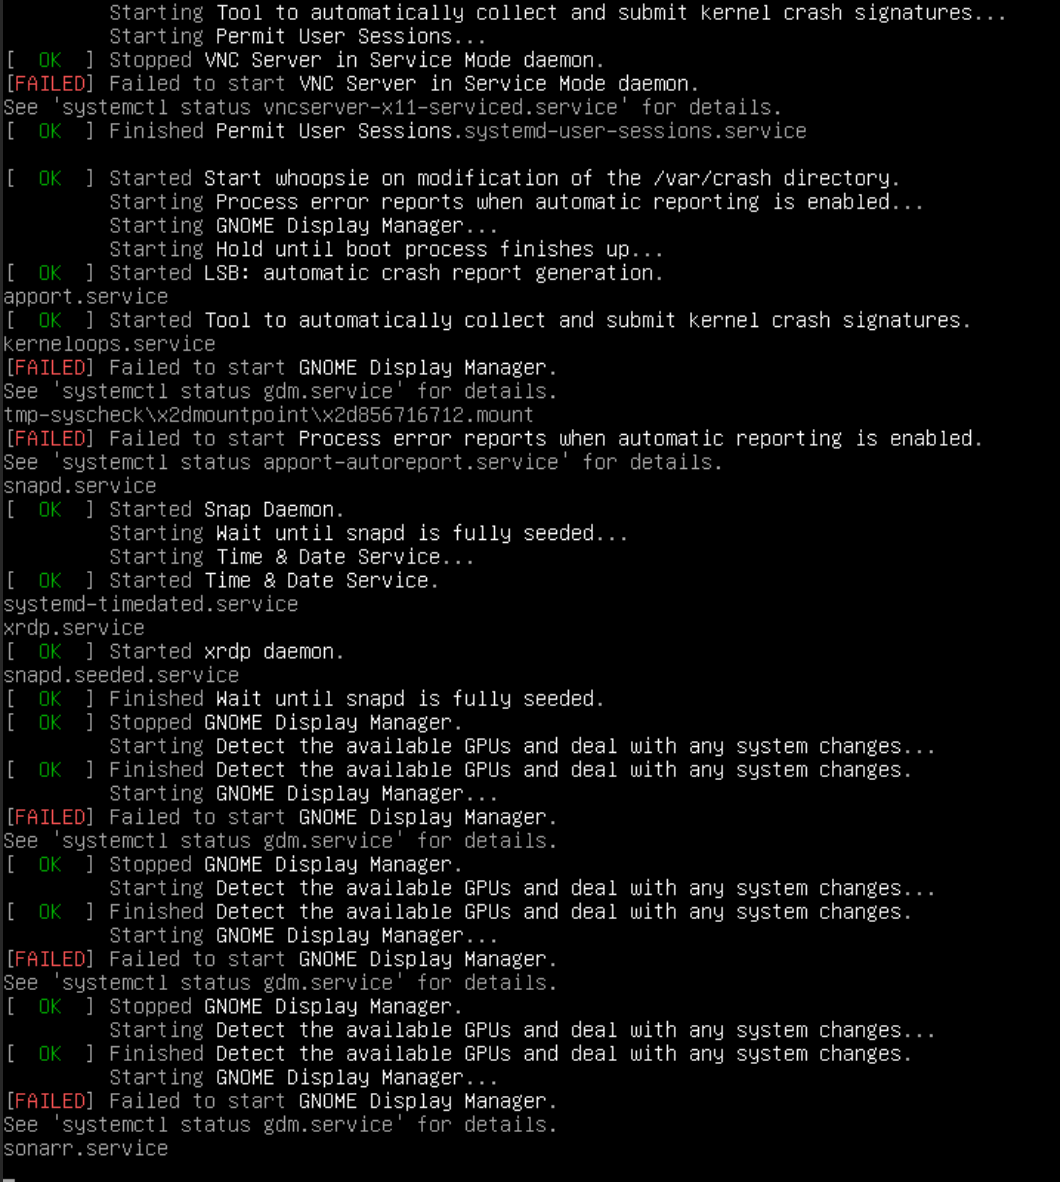 Starting Tool to automatically collect and submit kernel crash signatures...
Starting Permit User Sessions...
[  OK  ] Stopped VNC Server in Service Mode daemon.
[FAILED] Failed to start VNC Server in Service Mode daemon.
See 'systemctl status vncserver-x11-serviced.service' for details.
[  OK  ] Finished Permit User Sessions.systemd-user-sessions.service
[  OK  ] Started Start whoopsie on modification of the /var/crash directory.
Starting Process error reports when automatic reporting is enabled...
Starting GNOME Display Manager...
Starting Hold until boot process finishes up...
[  OK  ] Started LSB: automatic crash report generation.
apport.service
[  OK  ] Started Tool to automatically collect and submit kernel crash signatures.
kerneloops.service
[FAILED] Failed to start GNOME Display Manager.
See 'systemctl status gdm.service' for details.
tmp-syscheck\x2dmountpoint\x2d856716712.mount
[FAILED] Failed to start Process error reports when automatic reporting is enabled.
See 'systemctl status apport-autoreport.service' for details.
snapd.service
[  OK  ] Started Snap Daemon.
Starting Wait until snapd is fully seeded...
Starting Time & Date Service...
[  OK  ] Started Time & Date Service.
systemd-timedated.service
xrdp.service
[  OK  ] Started xrdp daemon.
snapd.seeded.service
[  OK  ] Finished Wait until snapd is fully seeded.
[  OK  ] Stopped GNOME Display Manager.
Starting Detect the available GPUs and deal with any system changes...
[  OK  ] Finished Detect the available GPUs and deal with any system changes.
Starting GNOME Display Manager...
[FAILED] Failed to start GNOME Display Manager.
See 'systemctl status gdm.service' for details.
[  OK  ] Stopped GNOME Display Manager.
Starting Detect the available GPUs and deal with any system changes...
[  OK  ] Finished Detect the available GPUs and deal with any system changes.
Starting GNOME Display Manager...
[FAILED] Failed to start GNOME Display Manager.
See 'systemctl status gdm.service' for details.
[  OK  ] Stopped GNOME Display Manager.
Starting Detect the available GPUs and deal with any system changes...
[  OK  ] Finished Detect the available GPUs and deal with any system changes.
Starting GNOME Display Manager...
[FAILED] Failed to start GNOME Display Manager.
See 'systemctl status gdm.service' for details.
sonarr.service